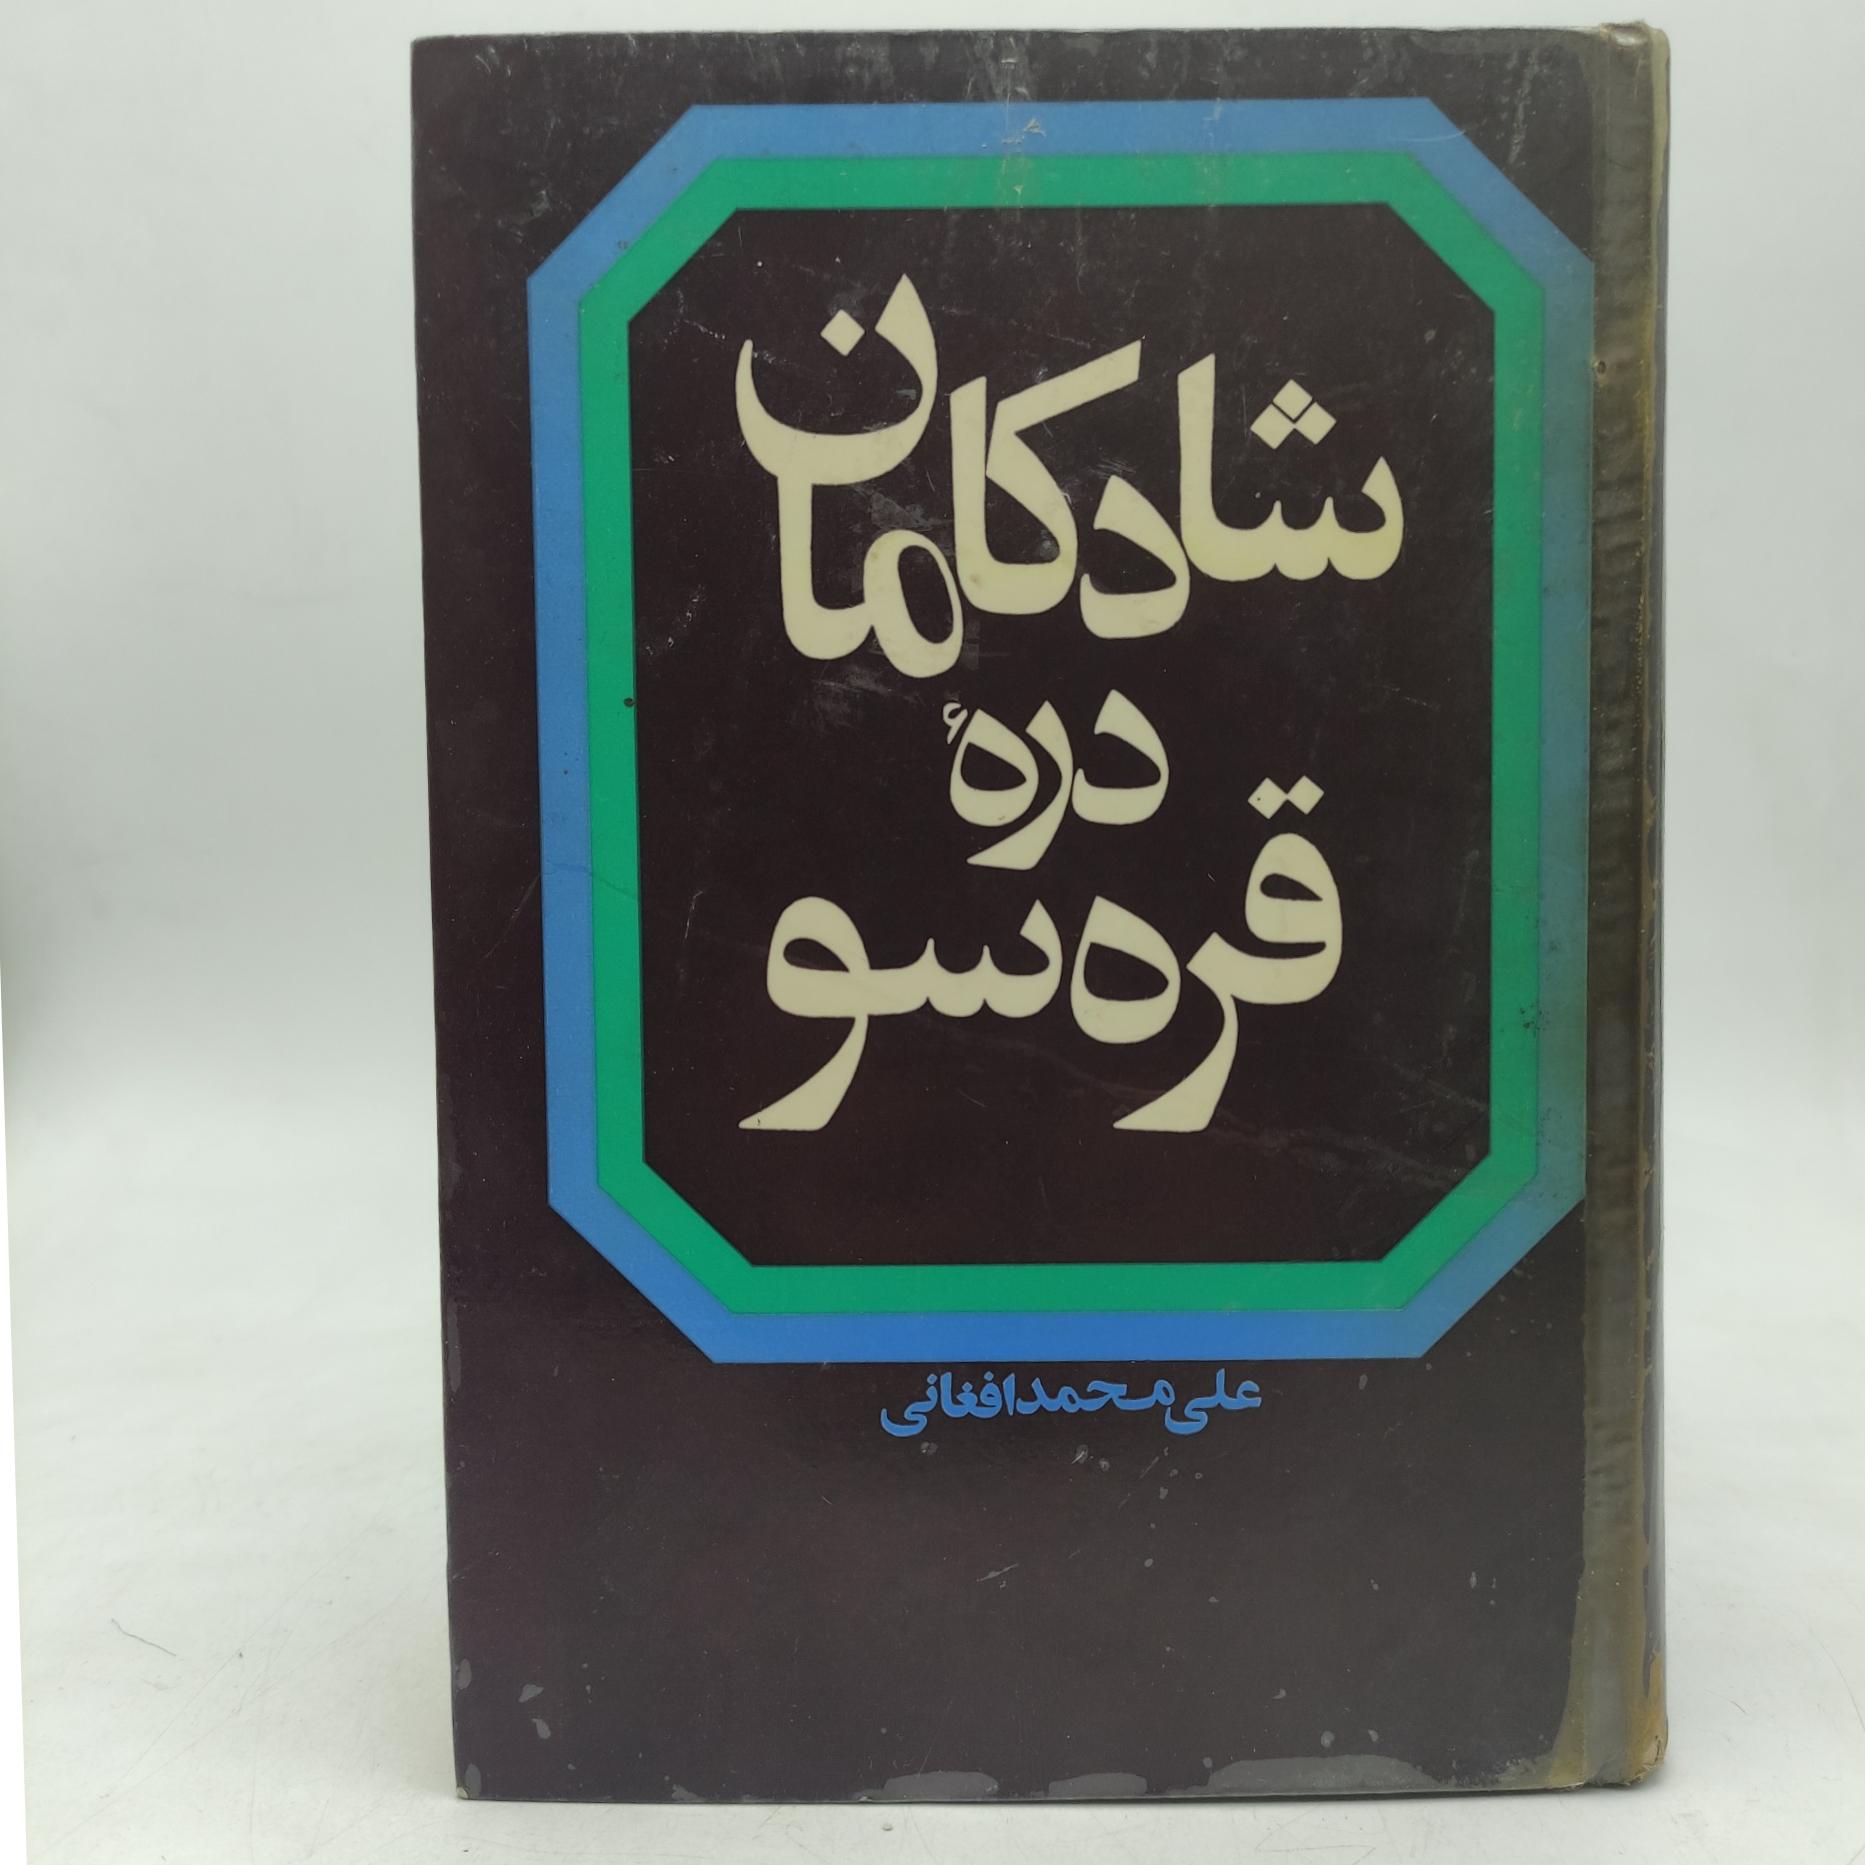 شادکامان
درهٔ
قره‌سو
علی‌محمد افغانی